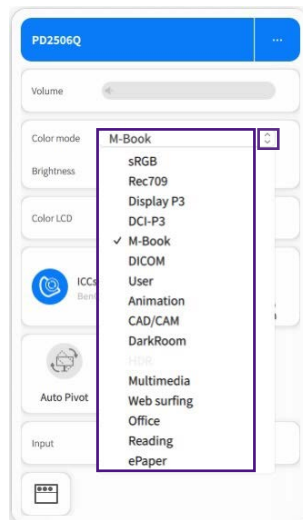 PD2506Q ...
Volume
Color mode M-Book
Brightness
sRGB
Rec709
Display P3
DCI-P3
✓ M-Book
DICOM
User
Animation
CAD/CAM
DarkRoom
HDR
Multimedia
Web surfing
Office
Reading
ePaper
Color LCD
ICCs
Auto Pivot
Input